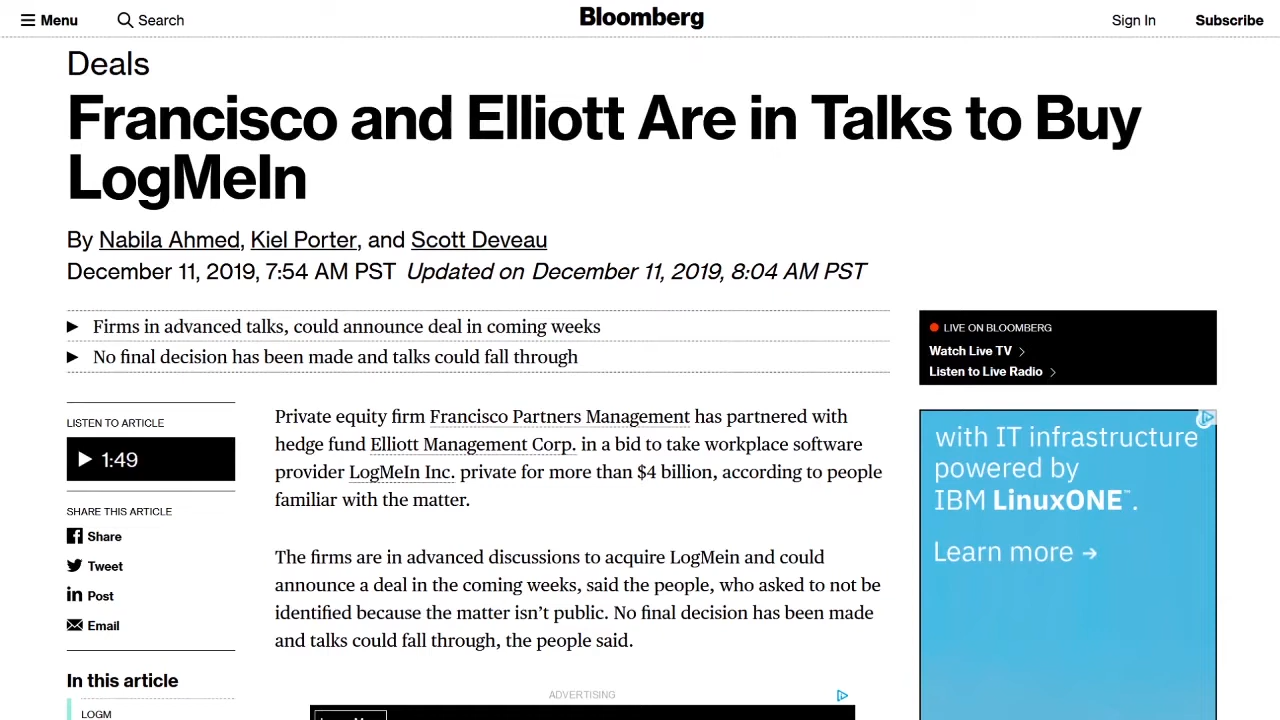 Menu
Search
Bloomberg
Sign In
Subscribe
Deals
Francisco and Elliott Are in Talks to Buy
LogMeIn
By Nabila Ahmed, Kiel Porter, and Scott Deveau
December 11, 2019, 7:54 AM PST Updated on December 11, 2019, 8:04 AM PST
Firms in advanced talks, could announce deal in coming weeks
No final decision has been made and talks could fall through
LIVE ON BLOOMBERG
Watch Live TV
Listen to Live Radio
LISTEN TO ARTICLE
1:49
SHARE THIS ARTICLE
Share
Tweet
Post
Email
In this article
LOGM
Private equity firm Francisco Partners Management has partnered with
hedge fund Elliott Management Corp. in a bid to take workplace software
provider LogMeIn Inc. private for more than $4 billion, according to people
familiar with the matter.
The firms are in advanced discussions to acquire LogMein and could
announce a deal in the coming weeks, said the people, who asked to not be
identified because the matter isn't public. No final decision has been made
and talks could fall through, the people said.
ADVERTISING
with IT infrastructure
powered by
IBM LinuxONE™.
Learn more →